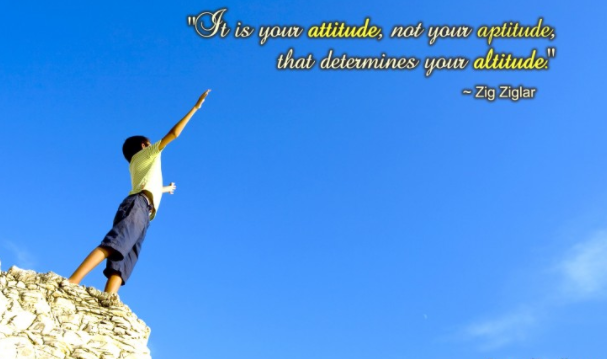 "It is your attitude, not your aptitude,
that determines your altitude."
~ Zig Ziglar